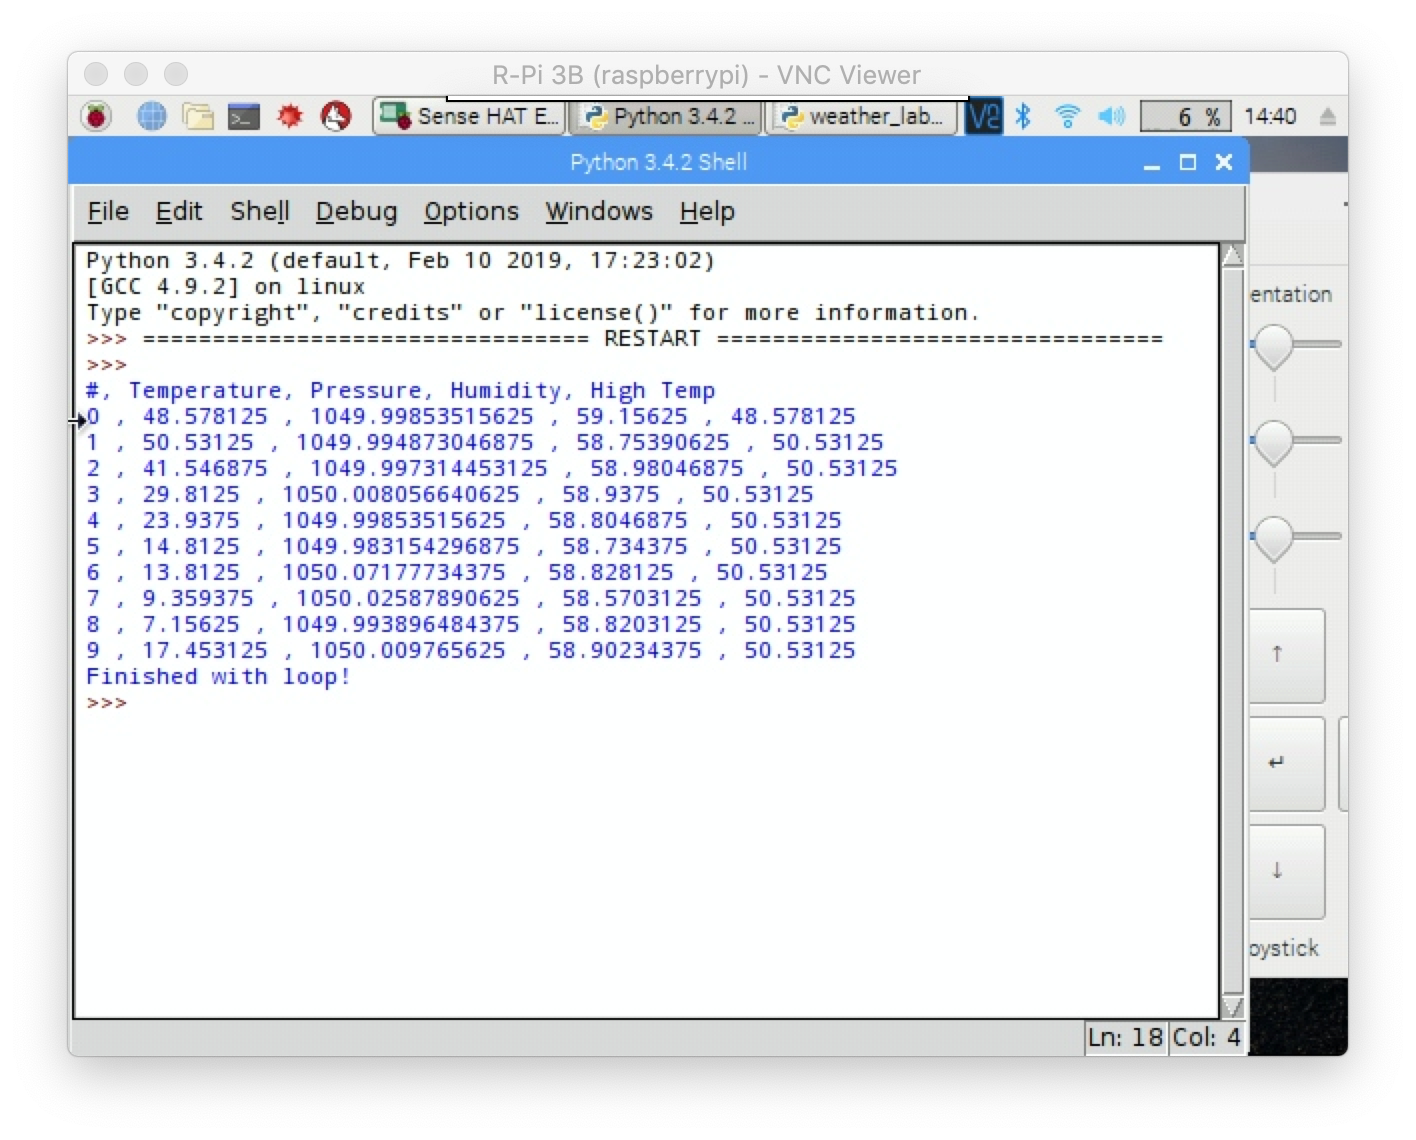 R-Pi 3B (raspberrypi) - VNC Viewer
Sense HAT E... Python 3.4.2 ... weather_lab... V2 6 % 14:40
Python 3.4.2 Shell
File Edit Shell Debug Options Windows Help
Python 3.4.2 (default, Feb 10 2019, 17:23:02)
[GCC 4.9.2] on linux
Type "copyright", "credits" or "license()" for more information.
>>> ================================ RESTART ================================
>>>
#, Temperature, Pressure, Humidity, High Temp
0 , 48.578125 , 1049.99853515625 , 59.15625 , 48.578125
1 , 50.53125 , 1049.994873046875 , 58.75390625 , 50.53125
2 , 41.546875 , 1049.997314453125 , 58.98046875 , 50.53125
3 , 29.8125 , 1050.008056640625 , 58.9375 , 50.53125
4 , 23.9375 , 1049.99853515625 , 58.8046875 , 50.53125
5 , 14.8125 , 1049.983154296875 , 58.734375 , 50.53125
6 , 13.8125 , 1050.07177734375 , 58.828125 , 50.53125
7 , 9.359375 , 1050.02587890625 , 58.5703125 , 50.53125
8 , 7.15625 , 1049.993896484375 , 58.8203125 , 50.53125
9 , 17.453125 , 1050.009765625 , 58.90234375 , 50.53125
Finished with loop!
>>>
entation
↑
↵
↓
oystick
Ln: 18 Col: 4